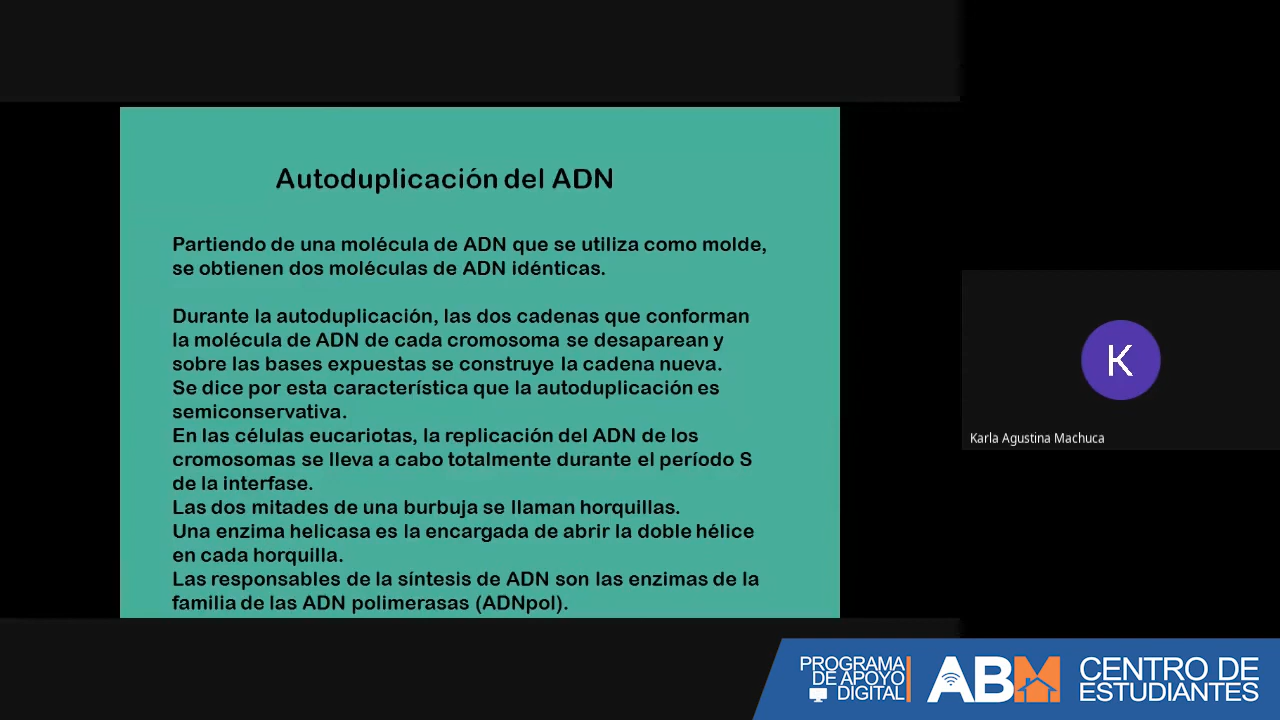 Autoduplicación del ADN
Partiendo de una molécula de ADN que se utiliza como molde,
se obtienen dos moléculas de ADN idénticas.
Durante la autoduplicación, las dos cadenas que conforman
la molécula de ADN de cada cromosoma se desaparean y
sobre las bases expuestas se construye la cadena nueva.
Se dice por esta característica que la autoduplicación es
semiconservativa.
En las células eucariotas, la replicación del ADN de los
cromosomas se lleva a cabo totalmente durante el período S
de la interfase.
Las dos mitades de una burbuja se llaman horquillas.
Una enzima helicasa es la encargada de abrir la doble hélice
en cada horquilla.
Las responsables de la síntesis de ADN son las enzimas de la
familia de las ADN polimerasas (ADNpol).
K
Karla Agustina Machuca
PROGRAMA
DE APOYO
DIGITAL
ABM
CENTRO DE
ESTUDIANTES